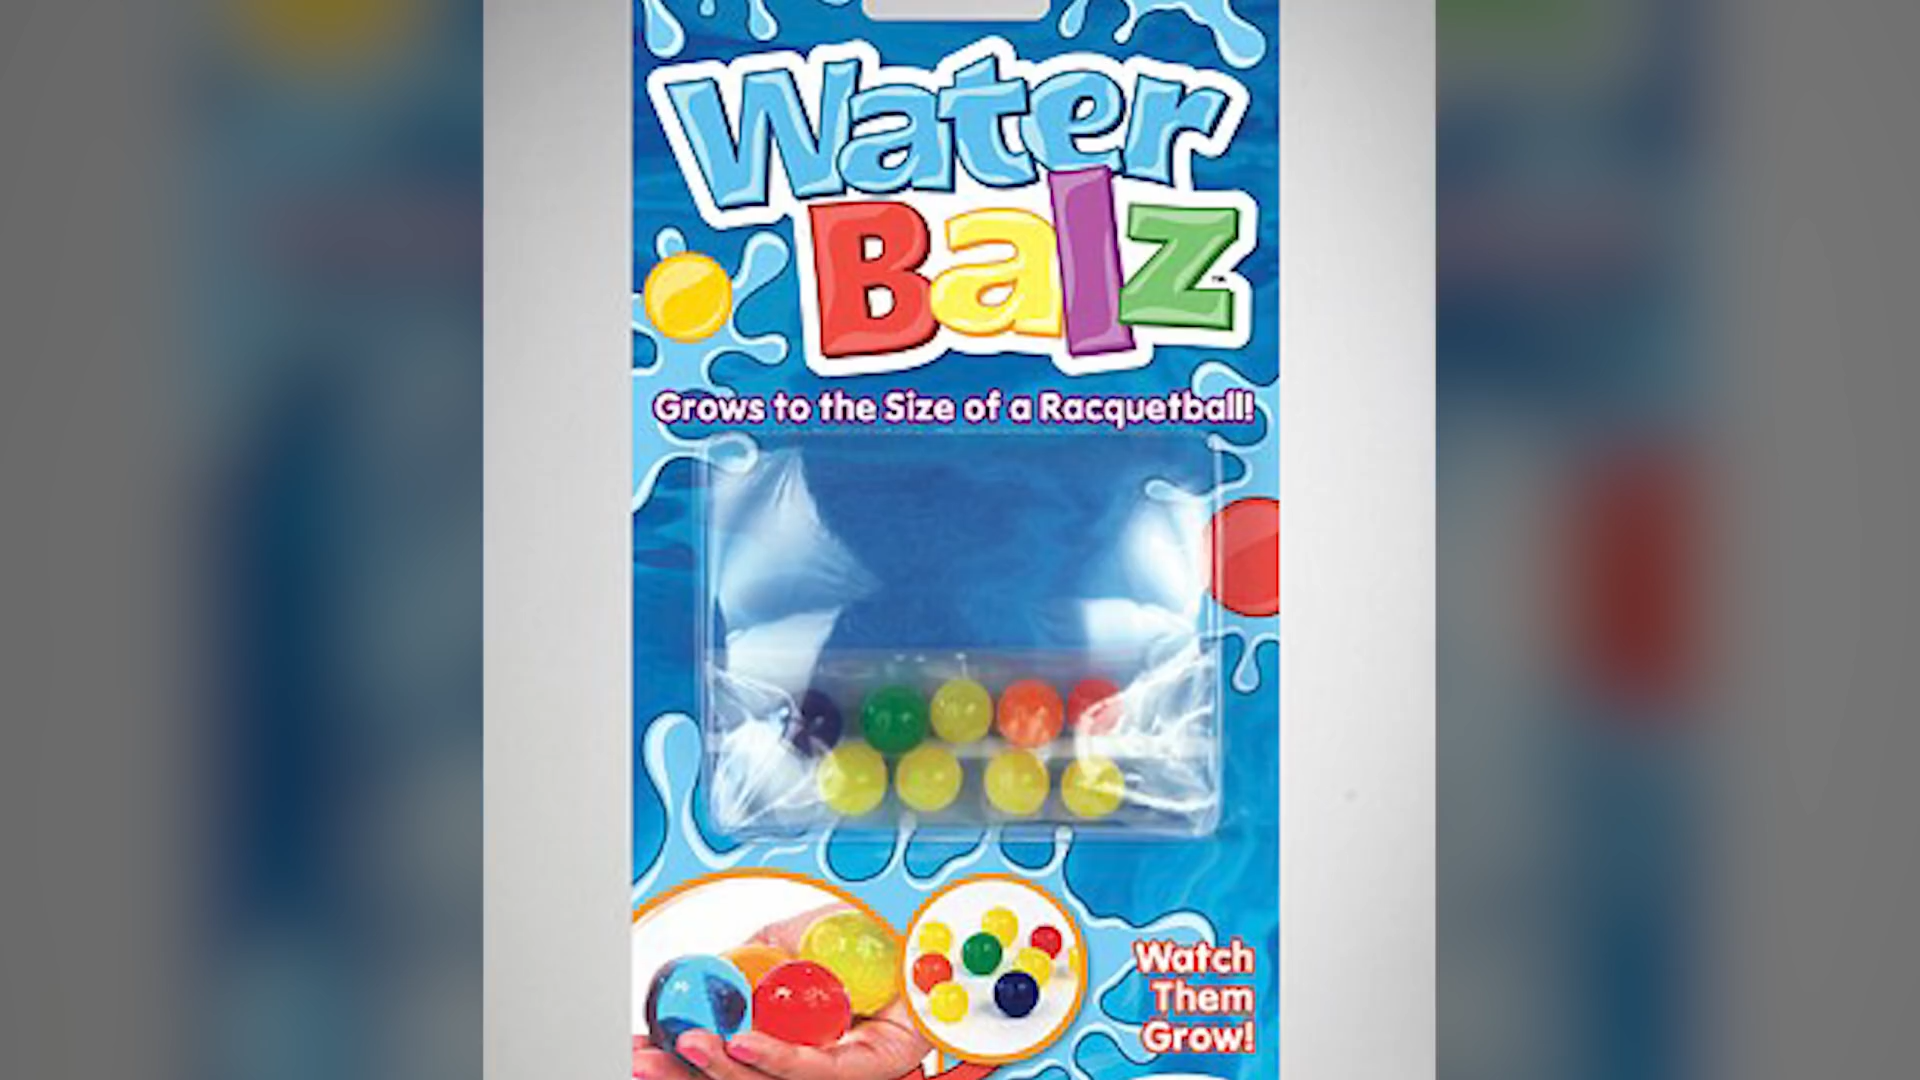 Water
Balz
Grows to the Size of a Racquetball!
Watch
Them
Grow!